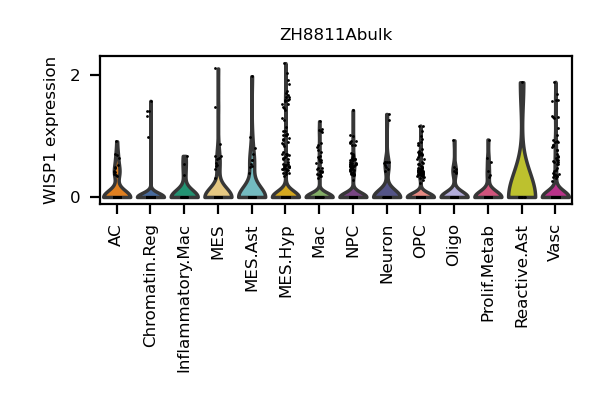 ZH8811Abulk
WISP1 expression
2
0
AC
Chromatin.Reg
Inflammatory.Mac
MES
MES.Ast
MES.Hyp
Mac
NPC
Neuron
OPC
Oligo
Prolif.Metab
Reactive.Ast
Vasc